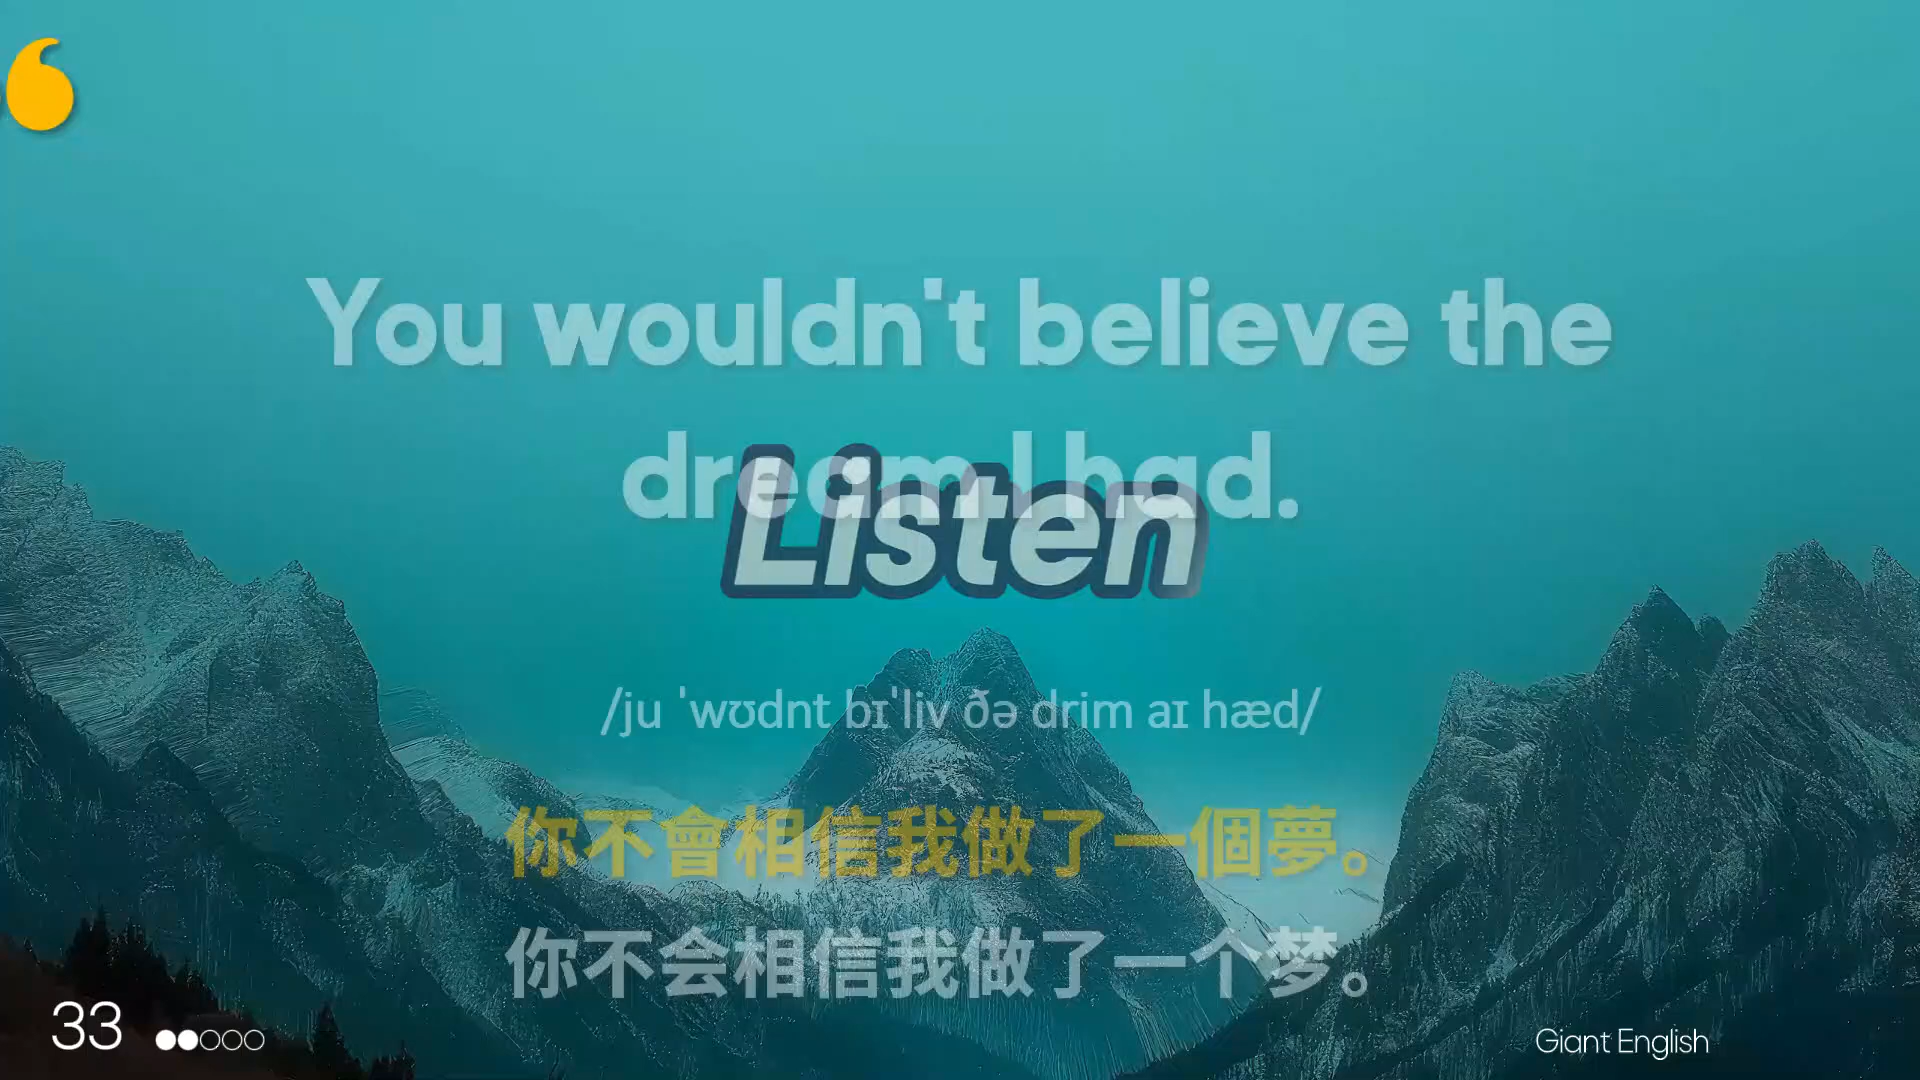 You wouldn't believe the
dream I had.
Listen
/ju ˈwʊdnt bɪˈliv ðə drim aɪ hæd/
你不會相信我做了一個夢。
你不会相信我做了一个梦。
33
Giant English